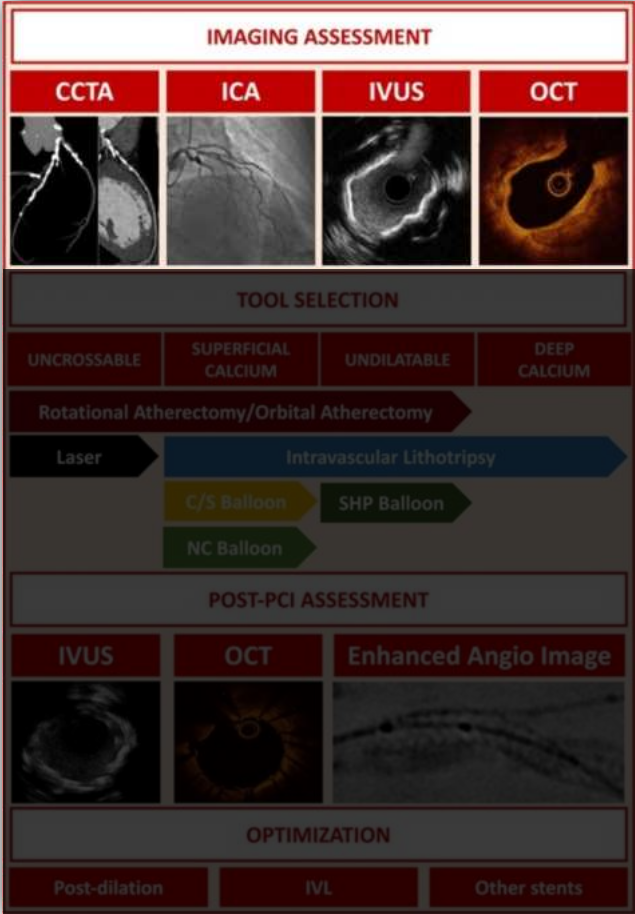 IMAGING ASSESSMENT
CCTA ICA IVUS OCT
TOOL SELECTION
UNCROSSABLE SUPERFICIAL CALCIUM UNDILATABLE DEEP CALCIUM
Rotational Atherectomy/Orbital Atherectomy
Laser Intravascular Lithotripsy
C/S Balloon SHP Balloon
NC Balloon
POST-PCI ASSESSMENT
IVUS OCT Enhanced Angio Image
OPTIMIZATION
Post-dilation IVL Other stents